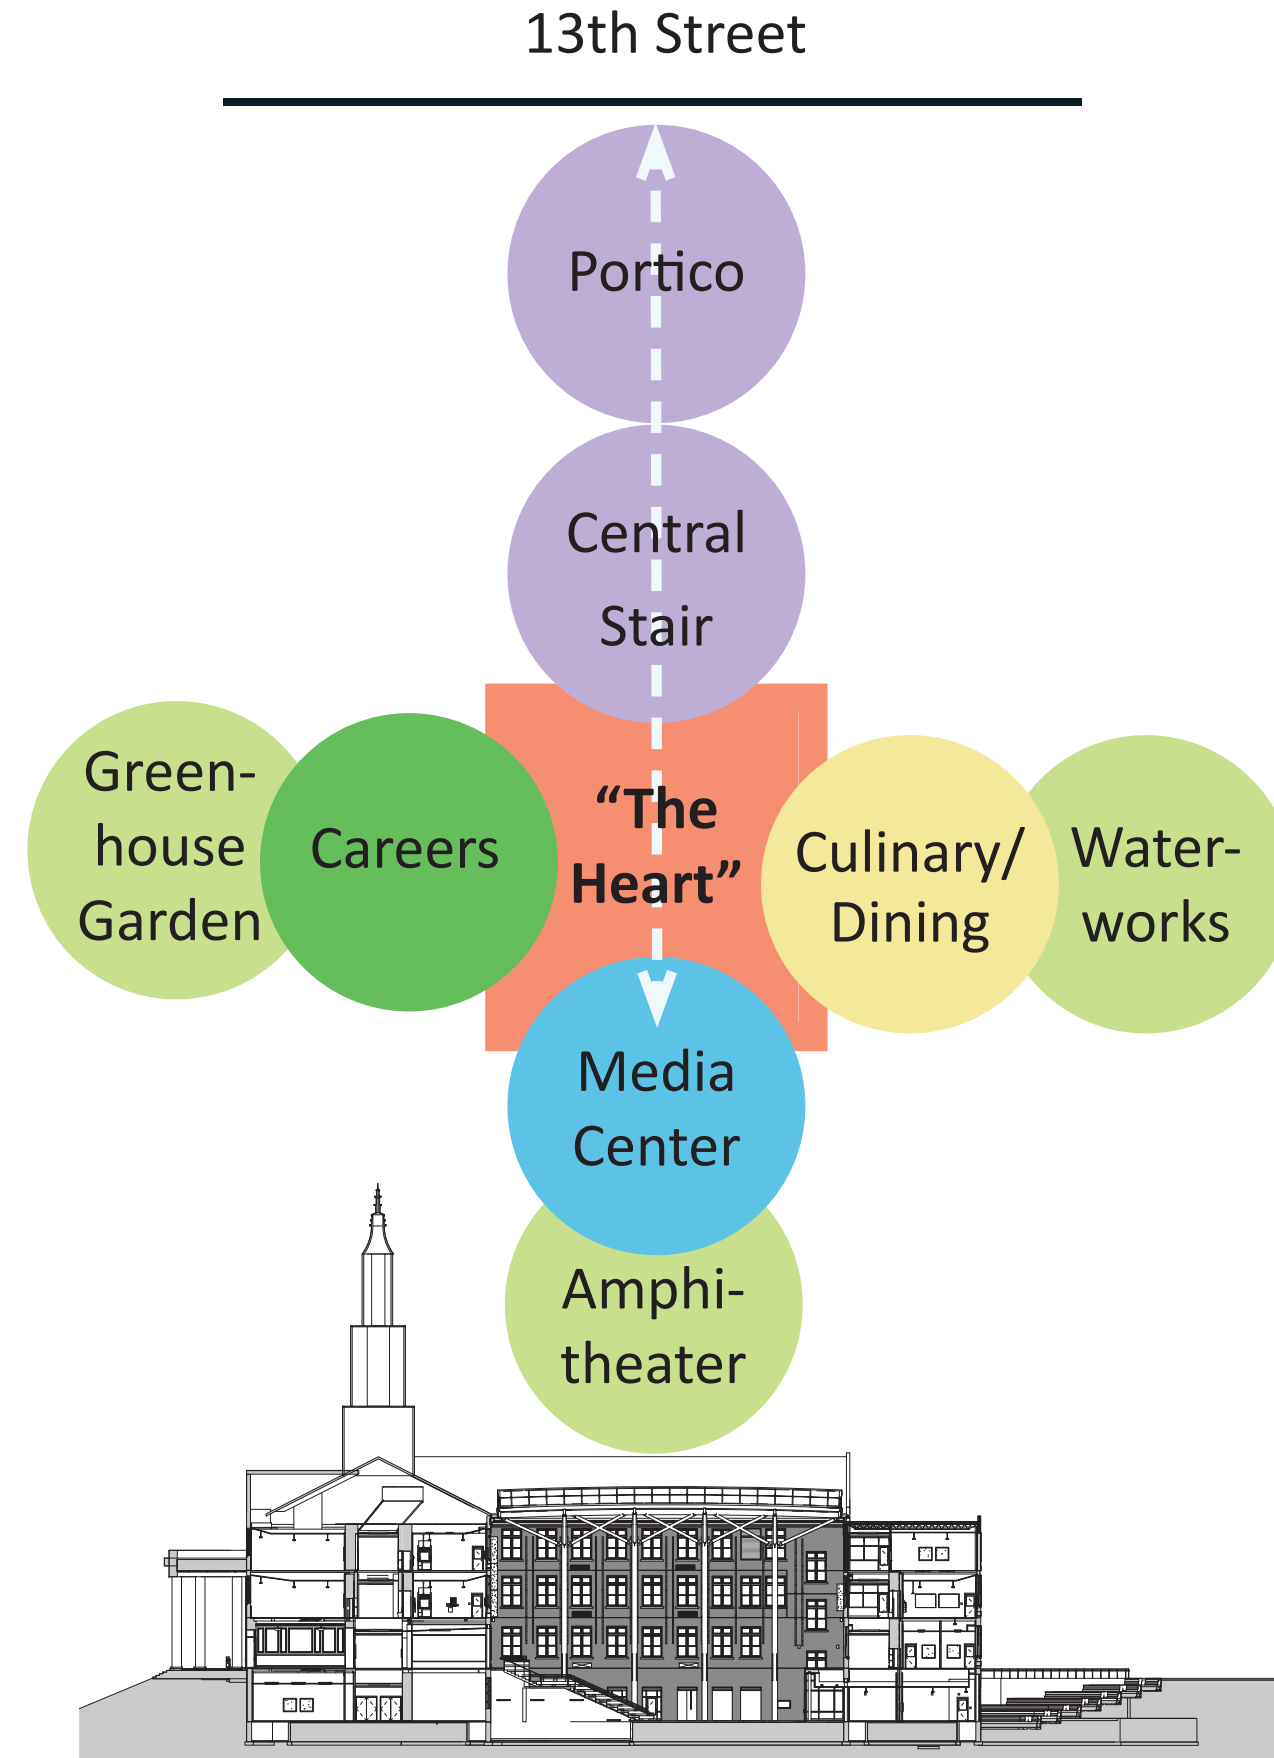 13th Street
Portico
Central
Stair
Green-
house
Garden
Careers
“The
Heart”
Culinary/
Dining
Water-
works
Media
Center
Amphi-
theater